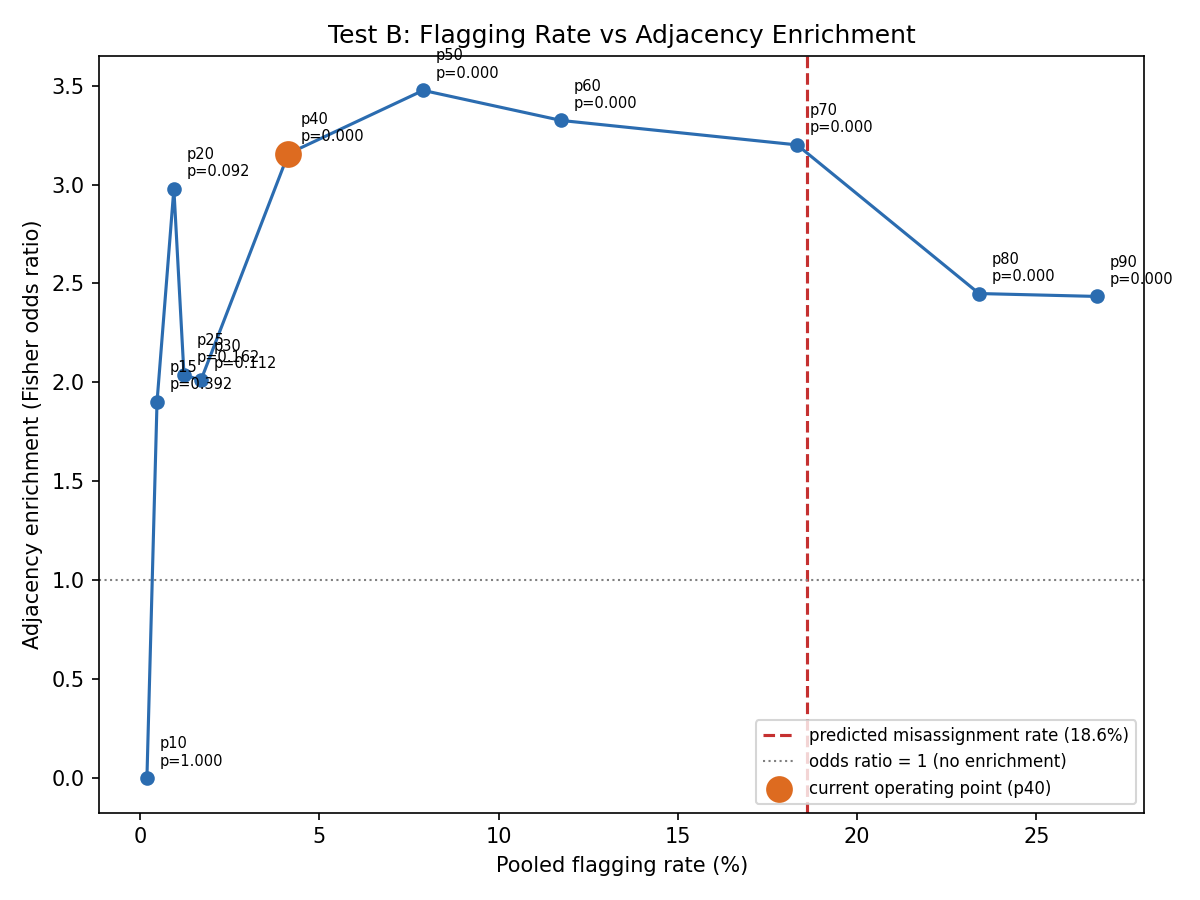 Test B: Flagging Rate vs Adjacency Enrichment
Adjacency enrichment (Fisher odds ratio)
3.5
3.0
2.5
2.0
1.5
1.0
0.5
0.0
p50
p=0.000
p60
p=0.000
p70
p=0.000
p40
p=0.000
p20
p=0.092
p80
p=0.000
p90
p=0.000
p25
p=0.162
p30
p=0.112
p15
p=0.392
p10
p=1.000
predicted misassignment rate (18.6%)
odds ratio = 1 (no enrichment)
current operating point (p40)
0 5 10 15 20 25
Pooled flagging rate (%)